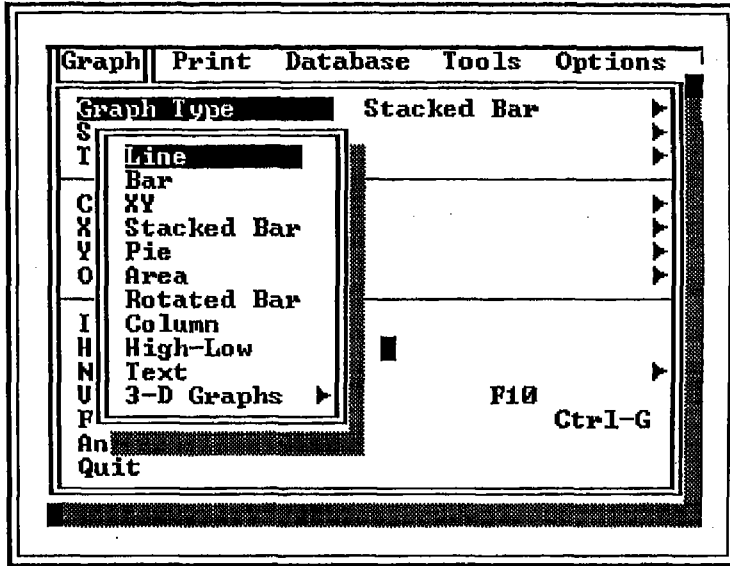 Graph Print Database Tools Options
Graph Type Stacked Bar
S
T Line
Bar
C XY
X Stacked Bar
Y Pie
O Area
Rotated Bar
I Column
H High-Low
N Text
V 3-D Graphs F10
F Ctrl-G
An
Quit